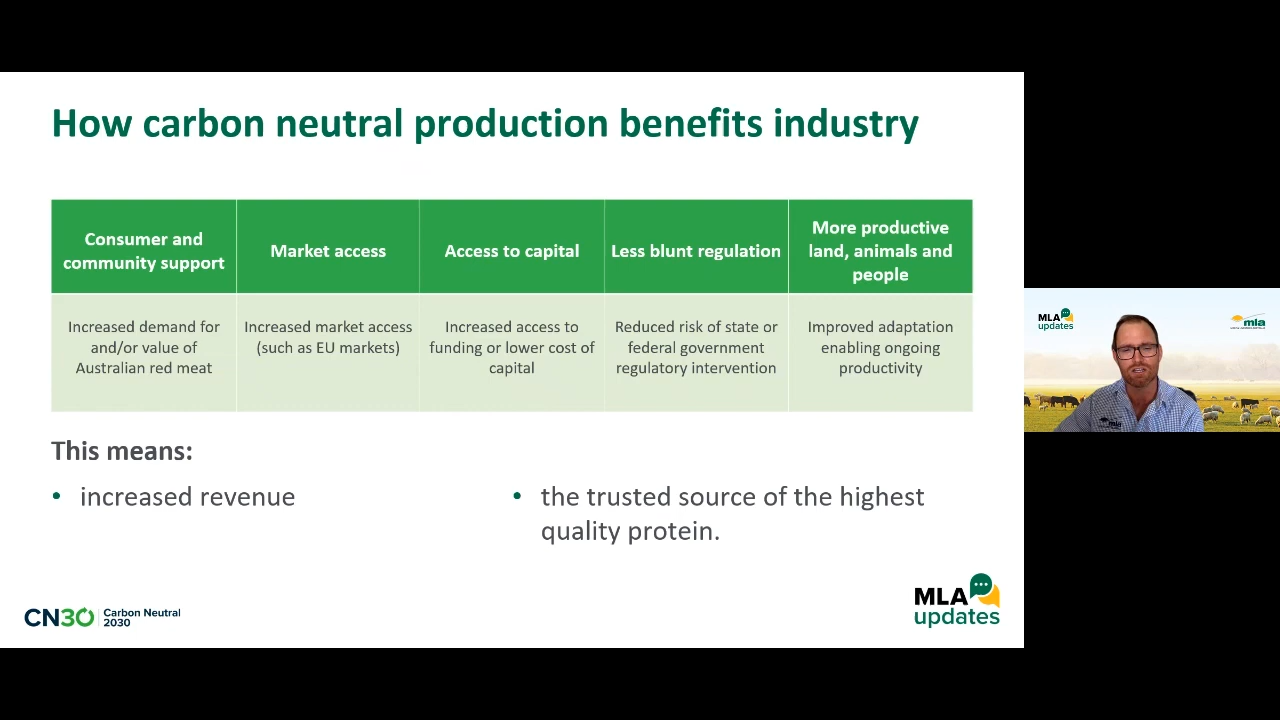 How carbon neutral production benefits industry
Consumer and
community support
Market access
Access to capital
Less blunt regulation
More productive
land, animals and
people
Increased demand for
and/or value of
Australian red meat
Increased market access
(such as EU markets)
Increased access to
funding or lower cost of
capital
Reduced risk of state or
federal government
regulatory intervention
Improved adaptation
enabling ongoing
productivity
This means:
• increased revenue
• the trusted source of the highest
quality protein.
CN30 Carbon Neutral
2030
MLA
updates
MLA
updates
mla
mla